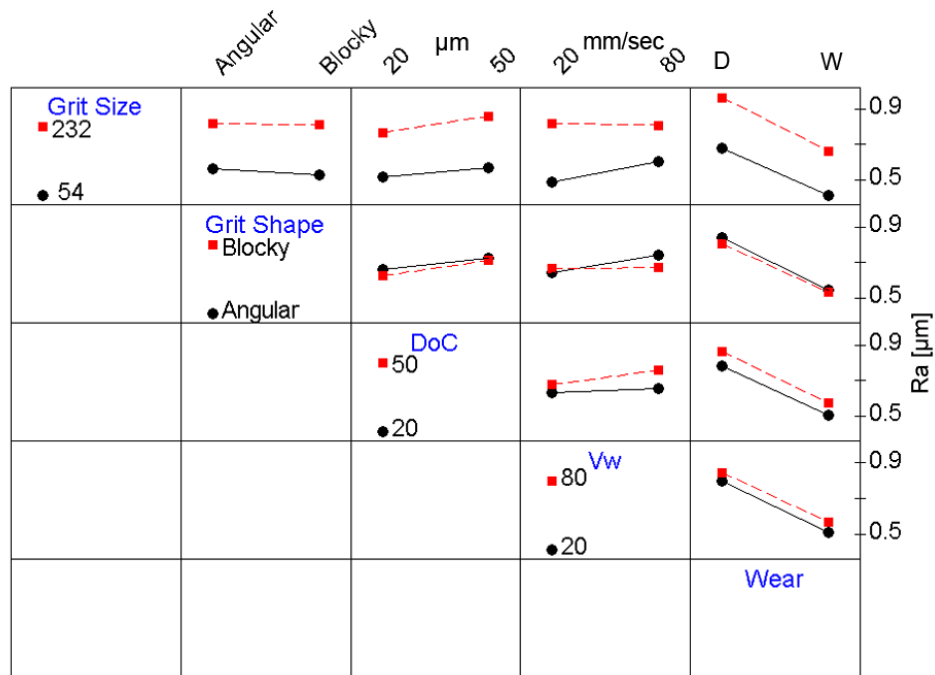 Angular Blocky 20 µm 50 20 mm/sec 80 D W
Grit Size
232
54
0.9
0.5
Grit Shape
Blocky
Angular
0.9
0.5
DoC
50
20
0.9
0.5
Vw
80
20
0.9
0.5
Wear
Ra [µm]